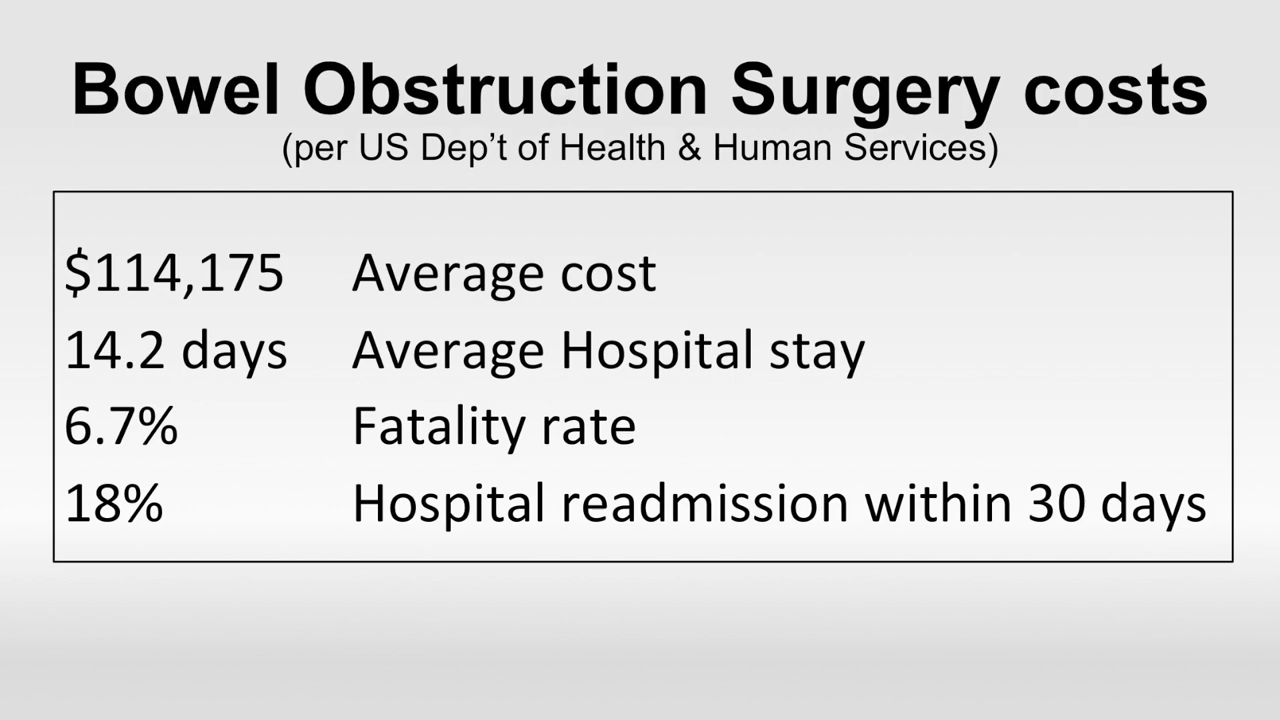 Bowel Obstruction Surgery costs
(per US Dep’t of Health & Human Services)
$114,175 Average cost
14.2 days Average Hospital stay
6.7% Fatality rate
18% Hospital readmission within 30 days